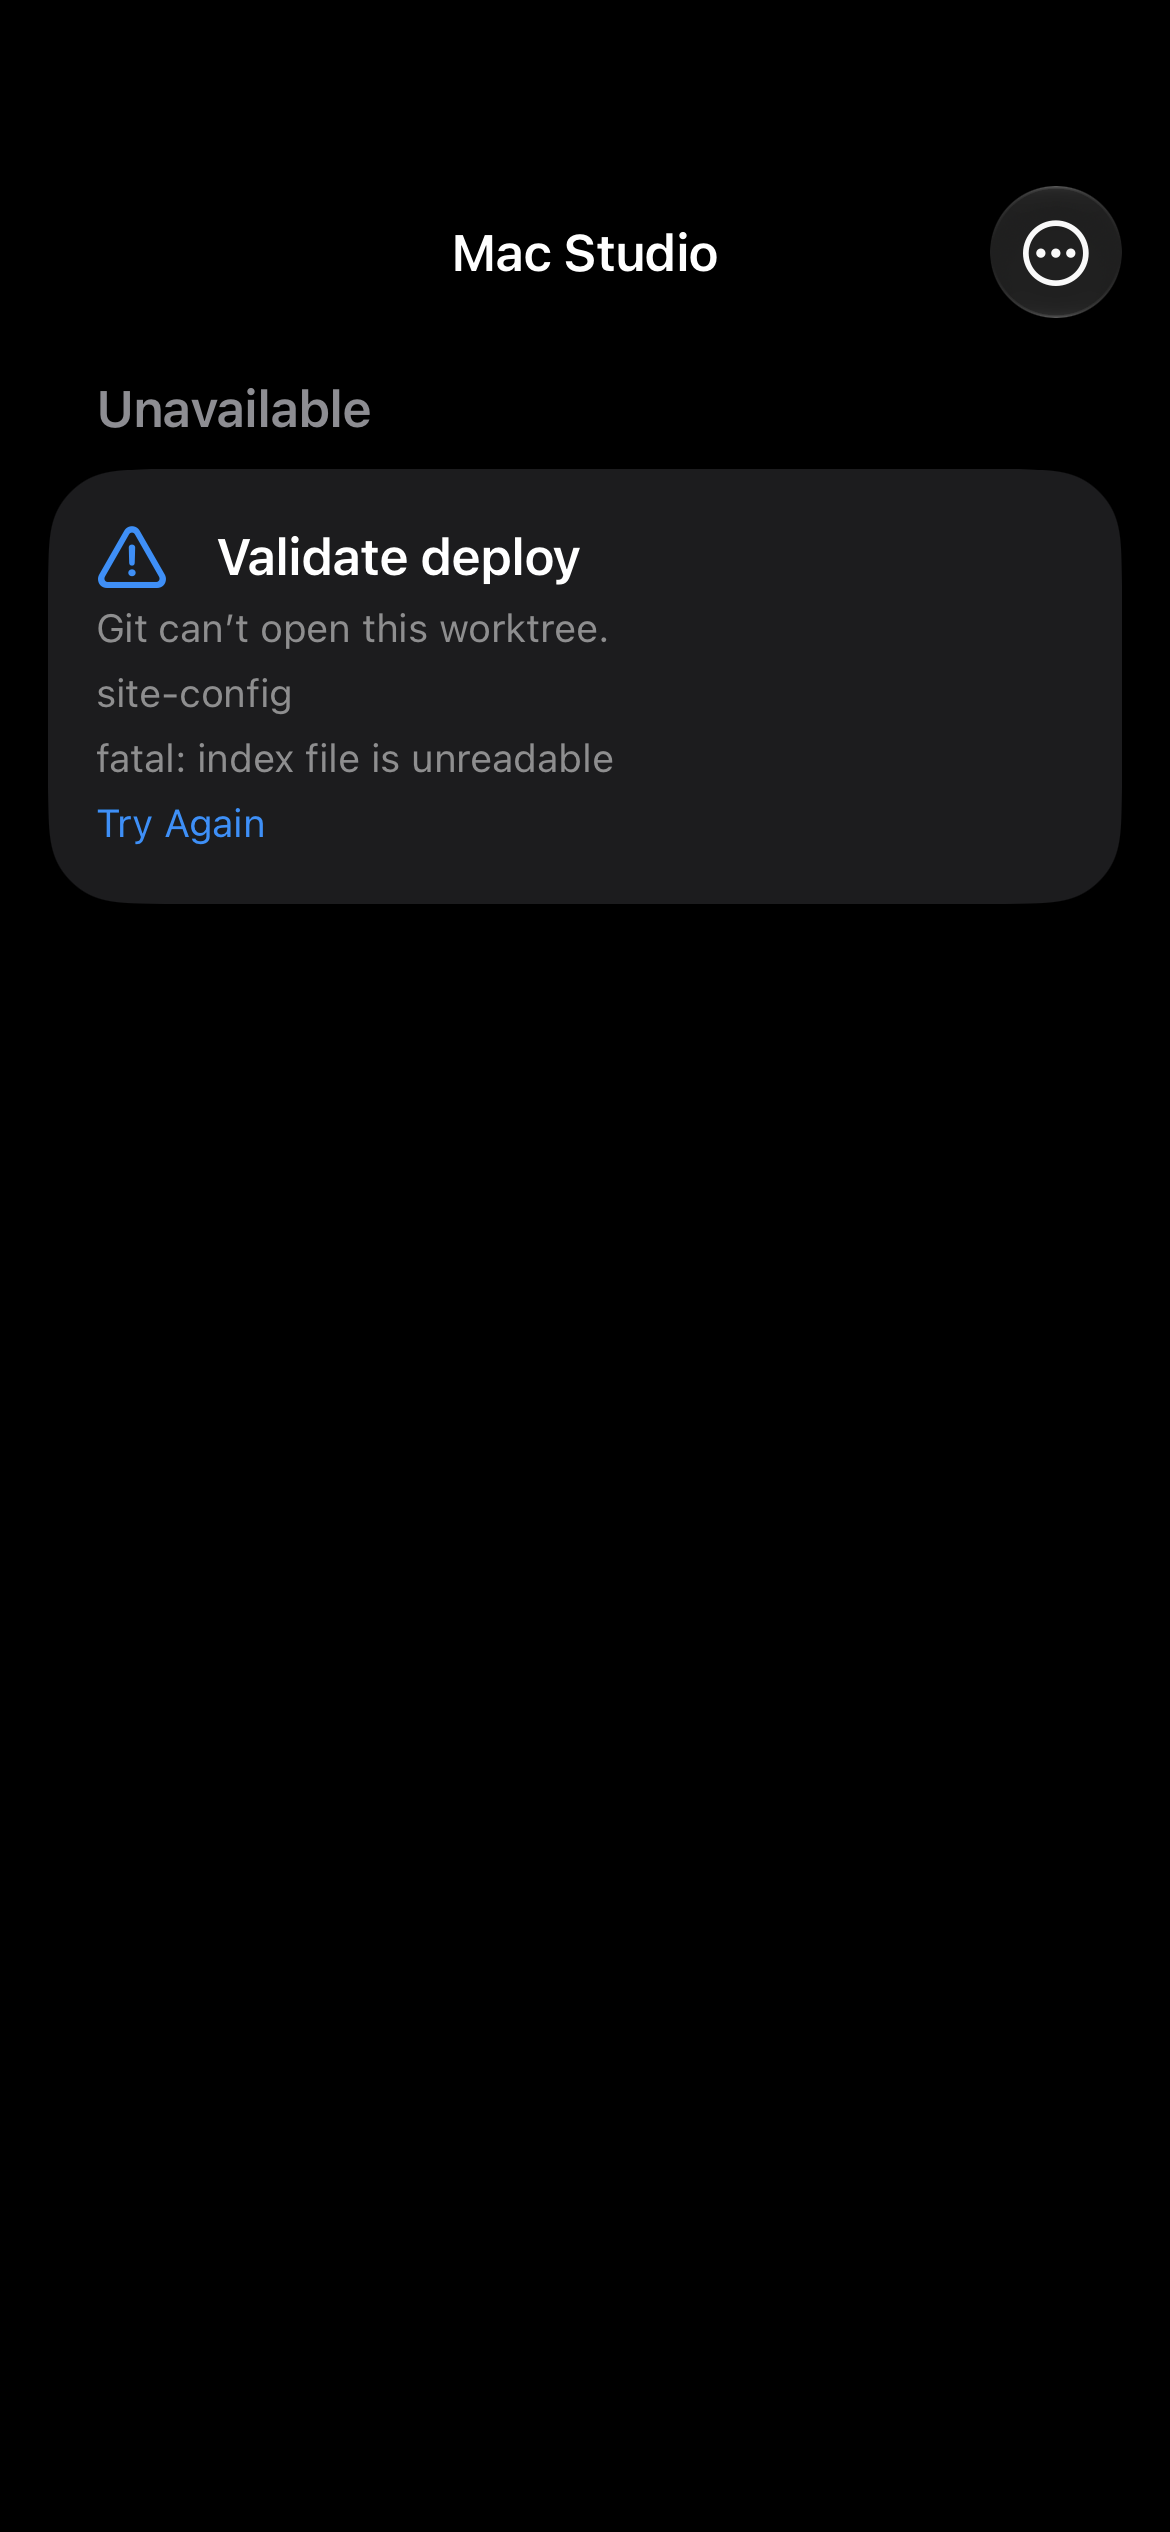 Mac Studio
Unavailable
Validate deploy
Git can’t open this worktree.
site-config
fatal: index file is unreadable
Try Again